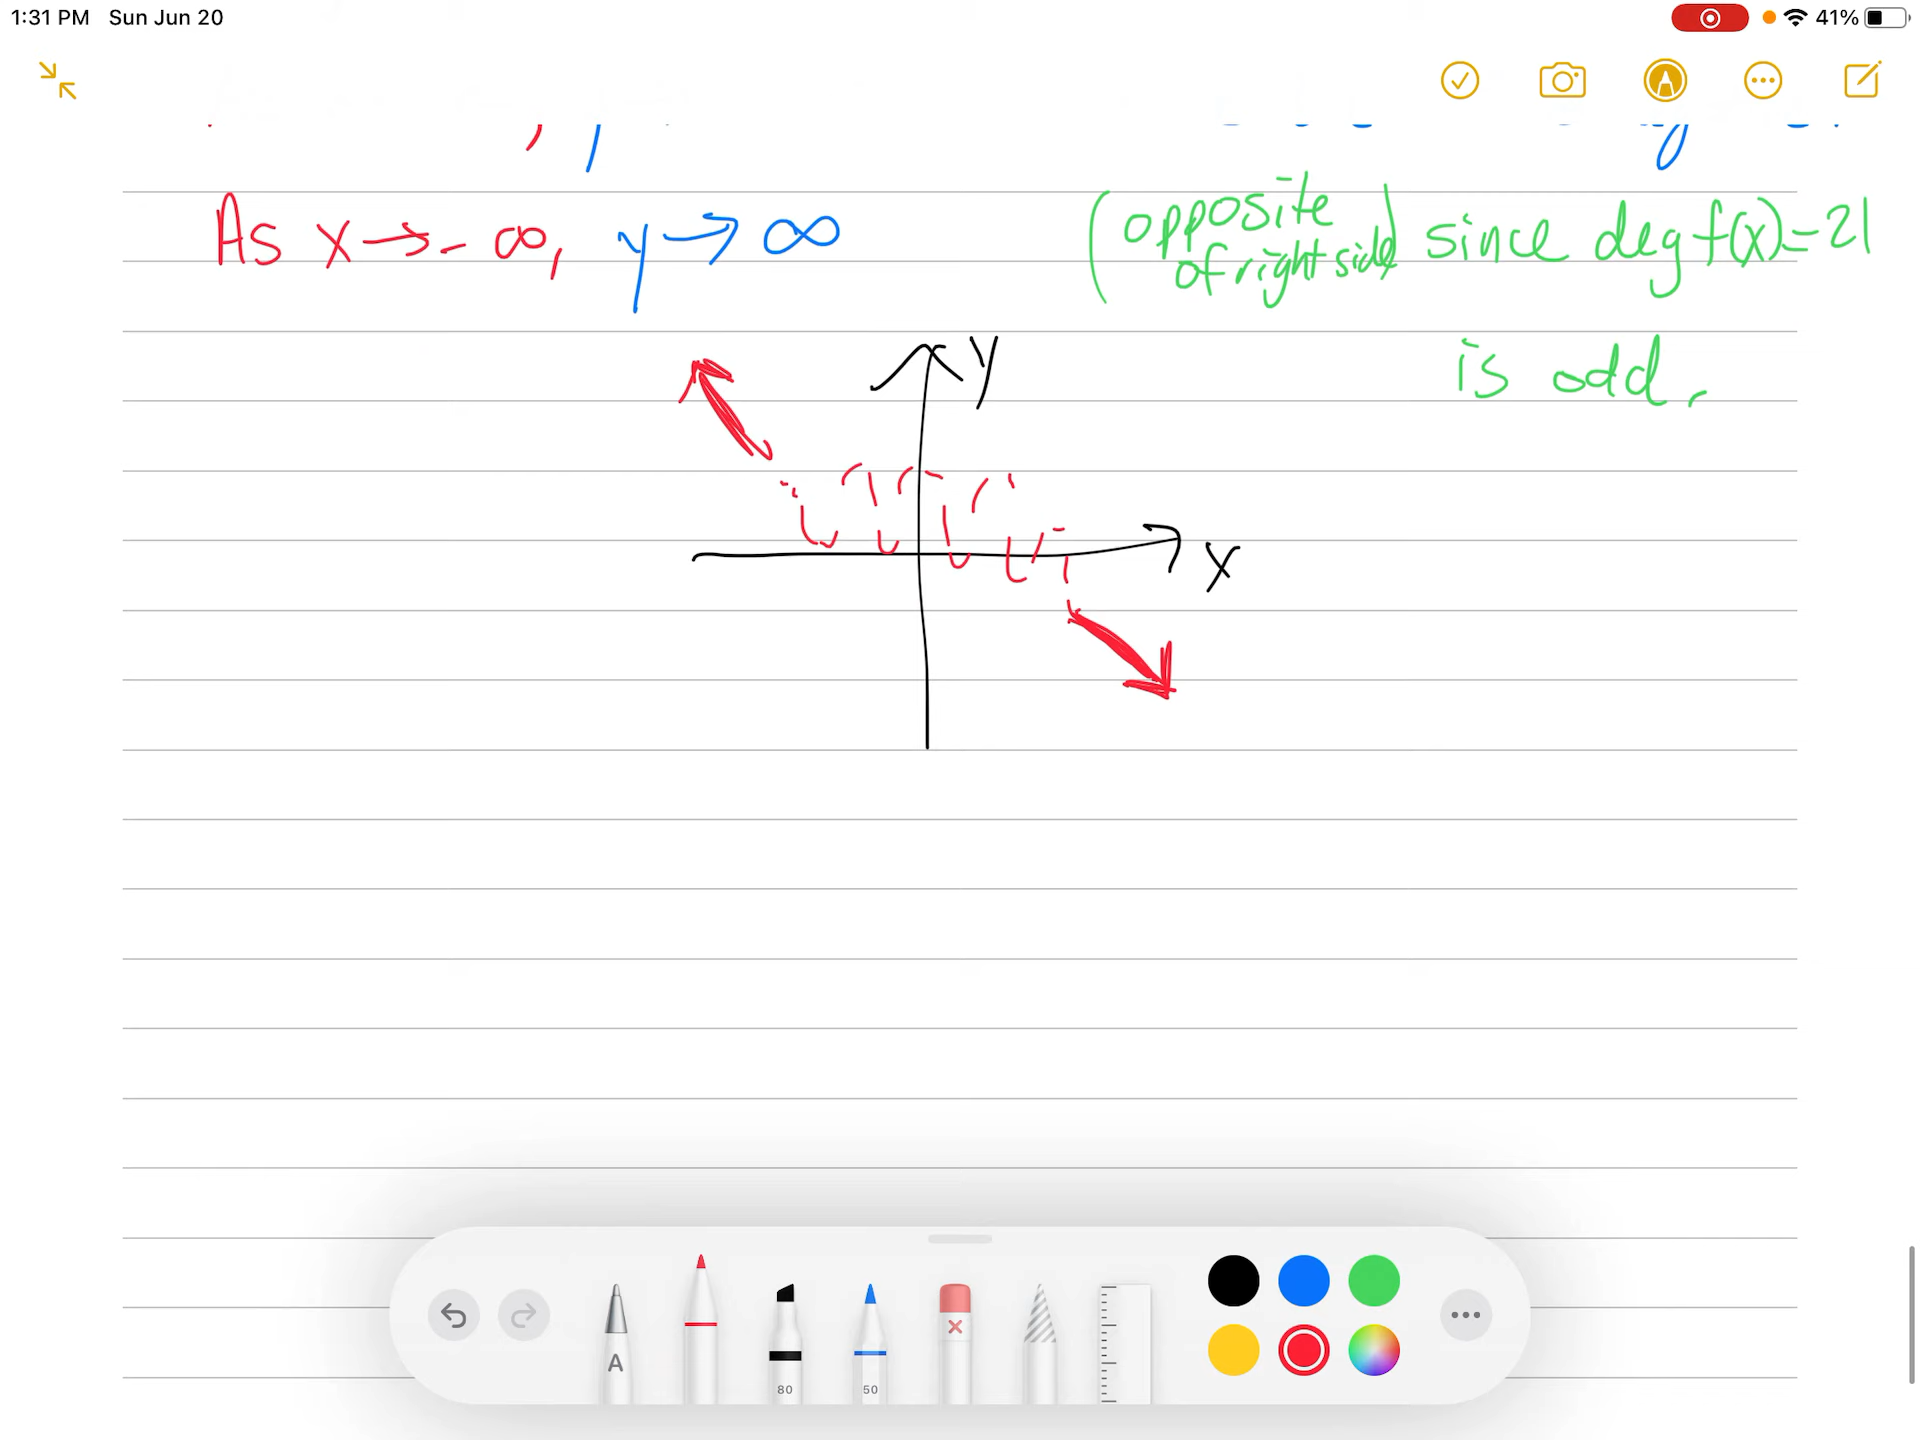 1:31 PM Sun Jun 20
41%
As x→-∞, y→∞
(opposite of right side) since deg f(x)=21
is odd.
y
x
A
80
50